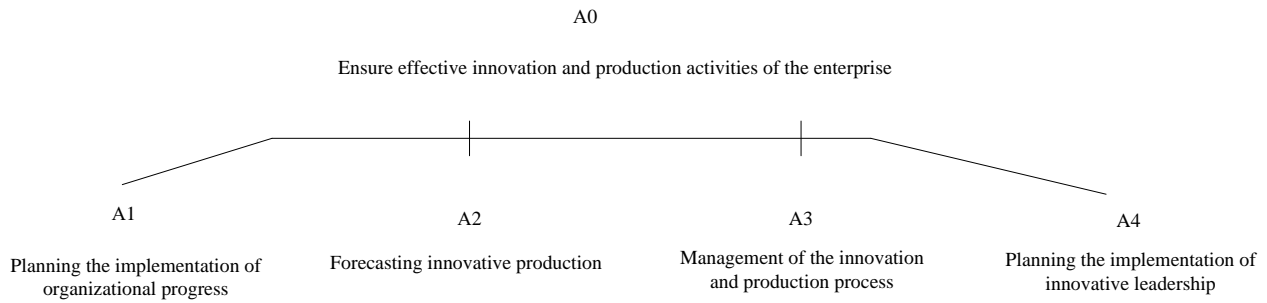 A0
Ensure effective innovation and production activities of the enterprise
A1
Planning the implementation of
organizational progress
A2
Forecasting innovative production
A3
Management of the innovation
and production process
A4
Planning the implementation of
innovative leadership